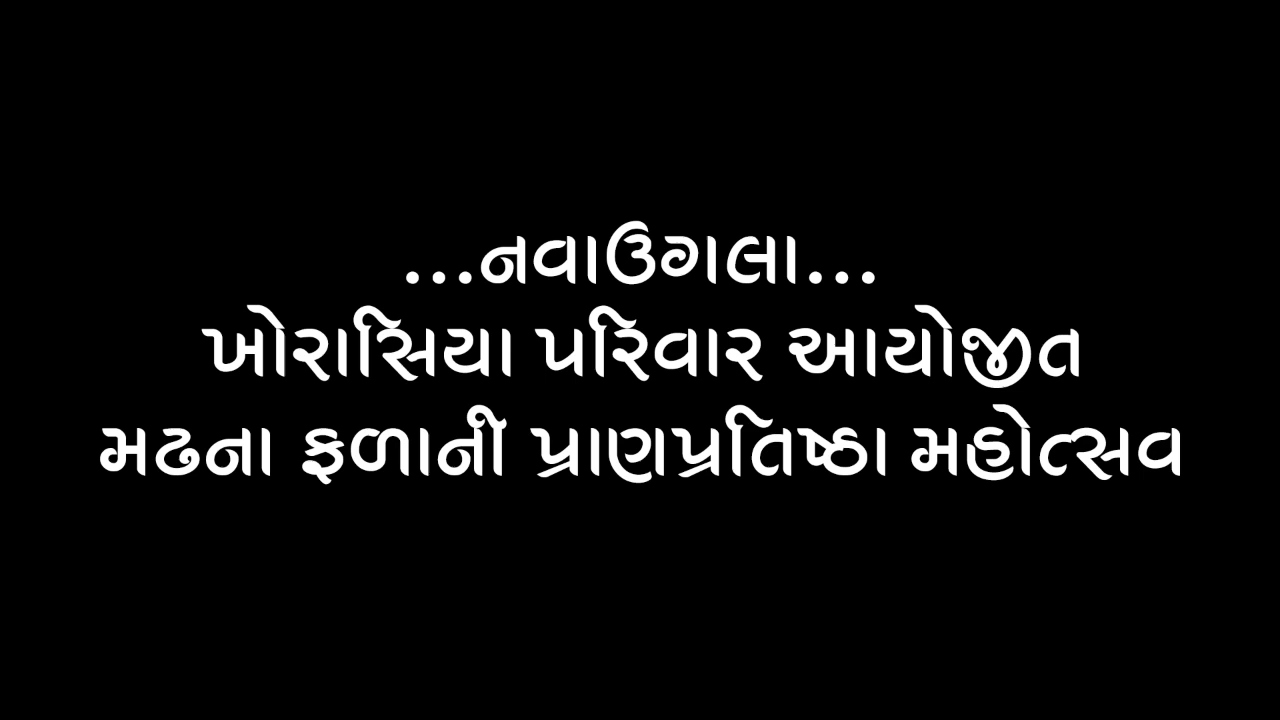 ...નવાઉગલા...
ખોરાસિયા પરિવાર આયોજીત
મઢના ફળાની પ્રાણપ્રતિષ્ઠા મહોત્સવ